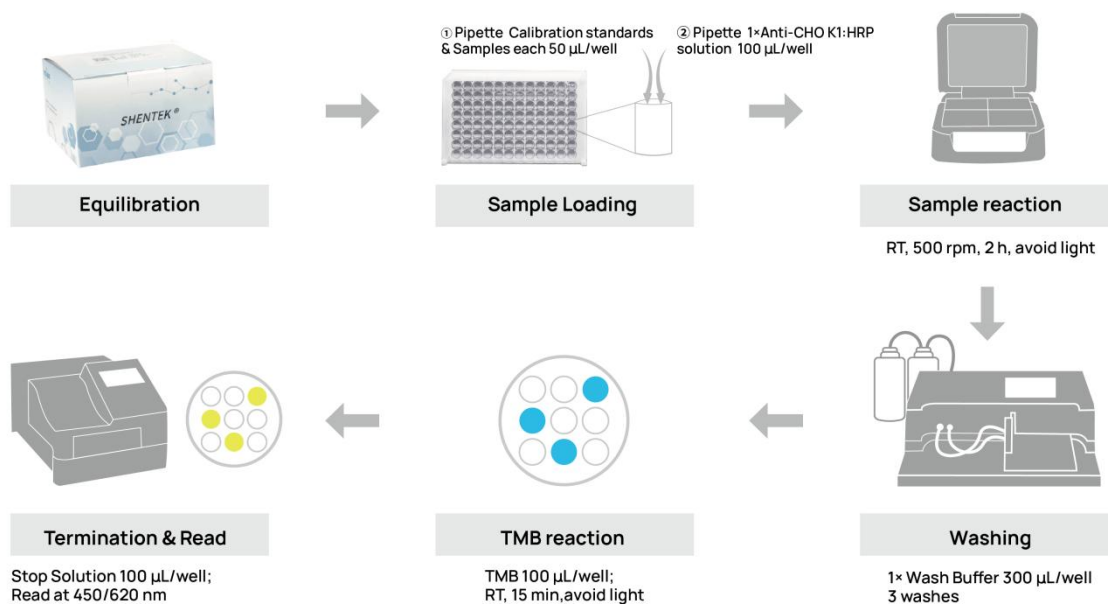 ① Pipette Calibration standards
& Samples each 50 μL/well
② Pipette 1×Anti-CHO K1:HRP
solution 100 μL/well
SHENTEK®
Equilibration
Sample Loading
Sample reaction
RT, 500 rpm, 2 h, avoid light
Termination & Read
TMB reaction
Washing
Stop Solution 100 μL/well;
Read at 450/620 nm
TMB 100 μL/well;
RT, 15 min,avoid light
1× Wash Buffer 300 μL/well
3 washes